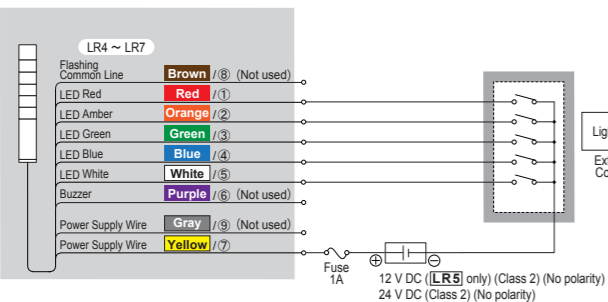 LR4 ~ LR7
Flashing
Common Line Brown /⑧ (Not used)
LED Red Red /①
LED Amber Orange /②
LED Green Green /③
LED Blue Blue /④
LED White White /⑤
Buzzer Purple /⑥ (Not used)
Power Supply Wire Gray /⑨ (Not used)
Power Supply Wire Yellow /⑦
Fuse
1A
⊕ ⊖
12 V DC (LR5 only) (Class 2) (No polarity)
24 V DC (Class 2) (No polarity)